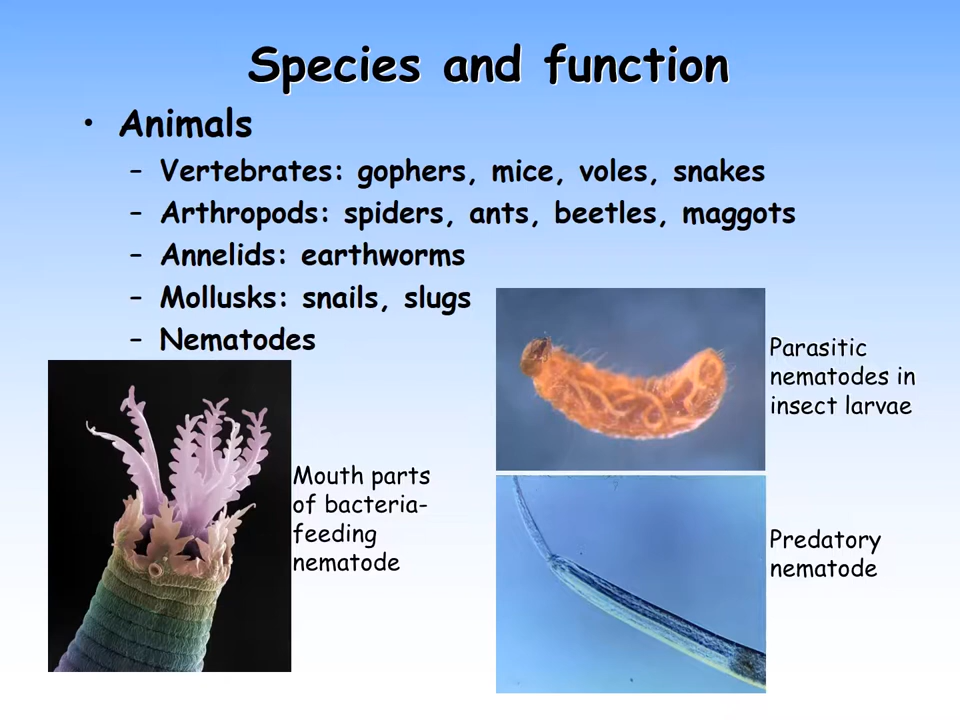 Species and function
• Animals
– Vertebrates: gophers, mice, voles, snakes
– Arthropods: spiders, ants, beetles, maggots
– Annelids: earthworms
– Mollusks: snails, slugs
– Nematodes
Parasitic
nematodes in
insect larvae
Mouth parts
of bacteria-
feeding
nematode
Predatory
nematode